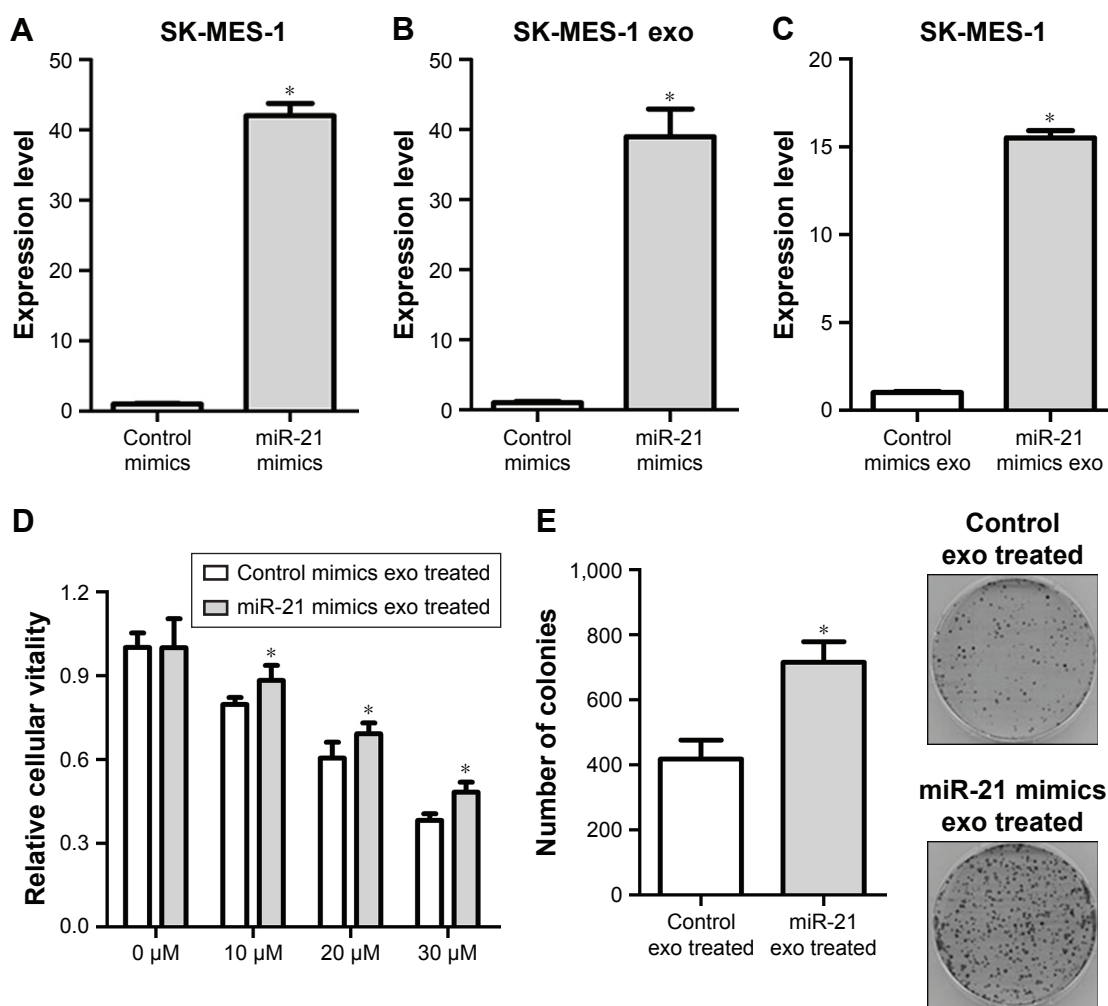 A
SK-MES-1
Expression level
50
40
30
20
10
0
*
Control
mimics
miR-21
mimics
B
SK-MES-1 exo
Expression level
50
40
30
20
10
0
*
Control
mimics
miR-21
mimics
C
SK-MES-1
Expression level
20
15
10
5
0
*
Control
mimics exo
miR-21
mimics exo
D
Control mimics exo treated
miR-21 mimics exo treated
Relative cellular vitality
1.2
0.9
0.6
0.3
0.0
*
*
*
0 µM
10 µM
20 µM
30 µM
E
Number of colonies
1,000
800
600
400
200
0
*
Control
exo treated
miR-21
exo treated
Control
exo treated
miR-21 mimics
exo treated